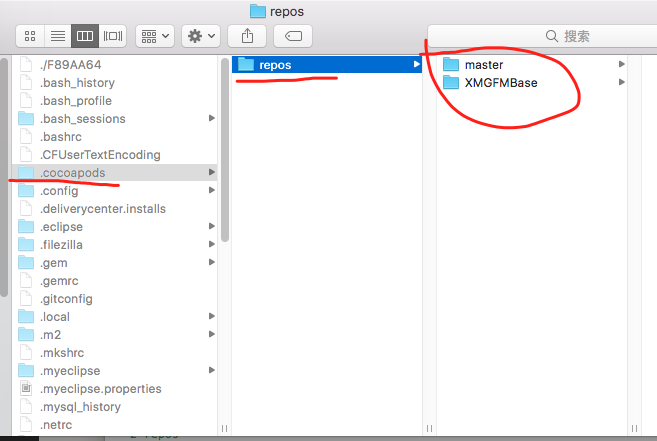 repos
搜索
./F89AA64
.bash_history
.bash_profile
.bash_sessions
.bashrc
.CFUserTextEncoding
.cocoapods
.config
.deliverycenter.installs
.eclipse
.filezilla
.gem
.gemrc
.gitconfig
.local
.m2
.mkshrc
.myeclipse
.myeclipse.properties
.mysql_history
.netrc
repos
master
XMGFMBase